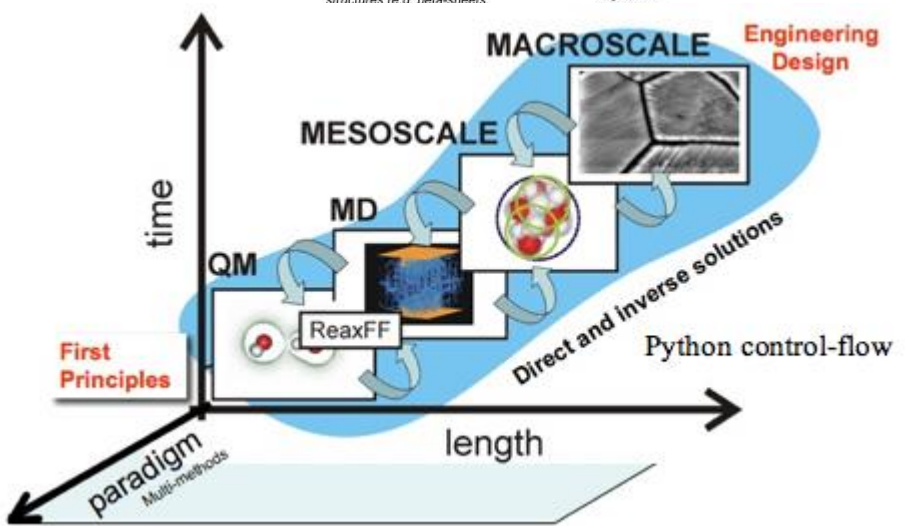 MACROSCALE
Engineering
Design
MESOSCALE
MD
QM
time
ReaxFF
First
Principles
Direct and inverse solutions
Python control-flow
length
paradigm
Multi-methods